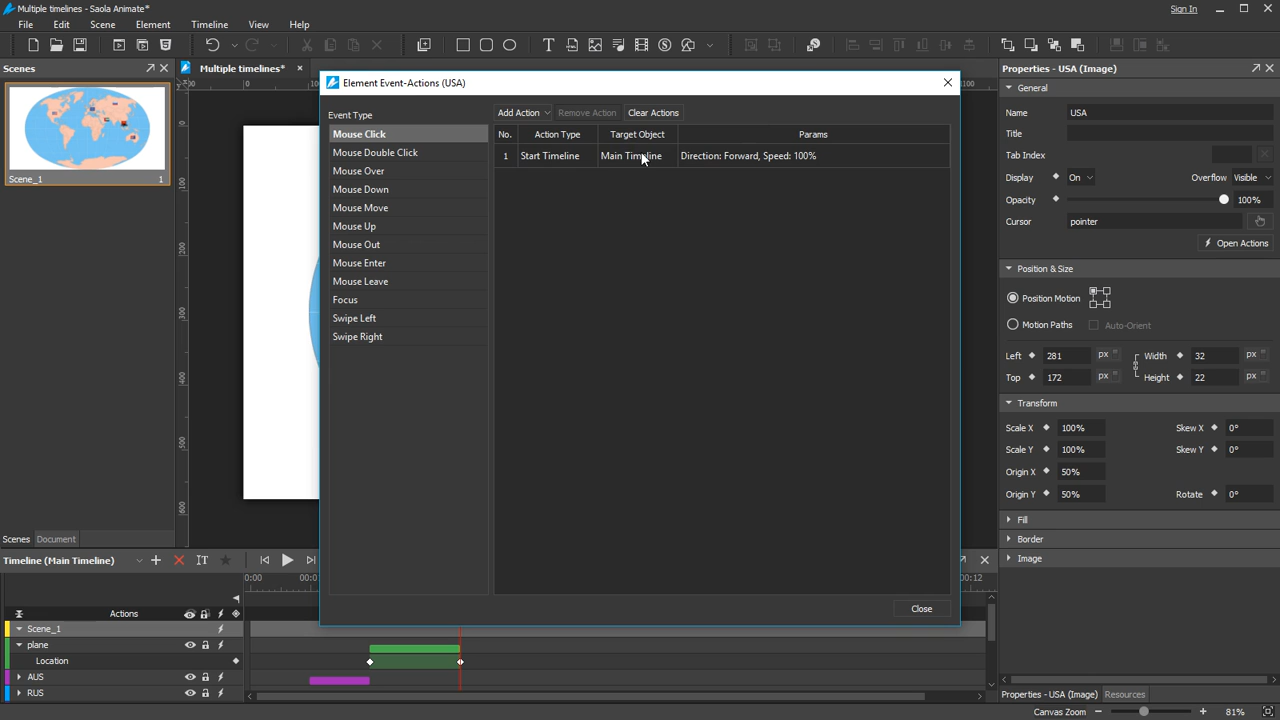 Multiple timelines - Saola Animate*
Sign In
File Edit Scene Element Timeline View Help
Scenes
Multiple timelines*
Properties - USA (Image)
Element Event-Actions (USA)
General
Event Type
Add Action Remove Action Clear Actions
Name USA
Mouse Click
No. Action Type Target Object Params
Title
Mouse Double Click
1 Start Timeline Main Timeline Direction: Forward, Speed: 100%
Tab Index
Mouse Over
Display On Overflow Visible
Scene_1 1
Mouse Down
Opacity 100%
Mouse Move
Cursor pointer
Mouse Up
Open Actions
Mouse Out
Mouse Enter
Position & Size
Mouse Leave
Position Motion
Focus
Motion Paths Auto-Orient
Swipe Left
Swipe Right
Left 281 px Width 32 px
Top 172 px Height 22 px
Transform
Scale X 100% Skew X 0°
Scale Y 100% Skew Y 0°
Origin X 50%
Origin Y 50% Rotate 0°
Fill
Scenes Document
Border
Timeline (Main Timeline)
Image
0:00 00:0 00:12
Close
Actions
Scene_1
plane
Location
AUS
RUS
Properties - USA (Image) Resources
Canvas Zoom 81%